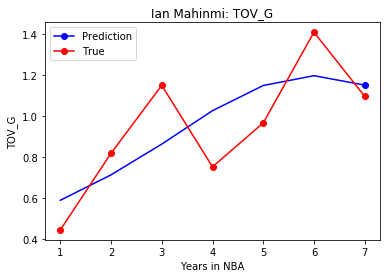 Ian Mahinmi: TOV_G
Prediction
True
TOV_G
1.4
1.2
1.0
0.8
0.6
0.4
1 2 3 4 5 6 7
Years in NBA